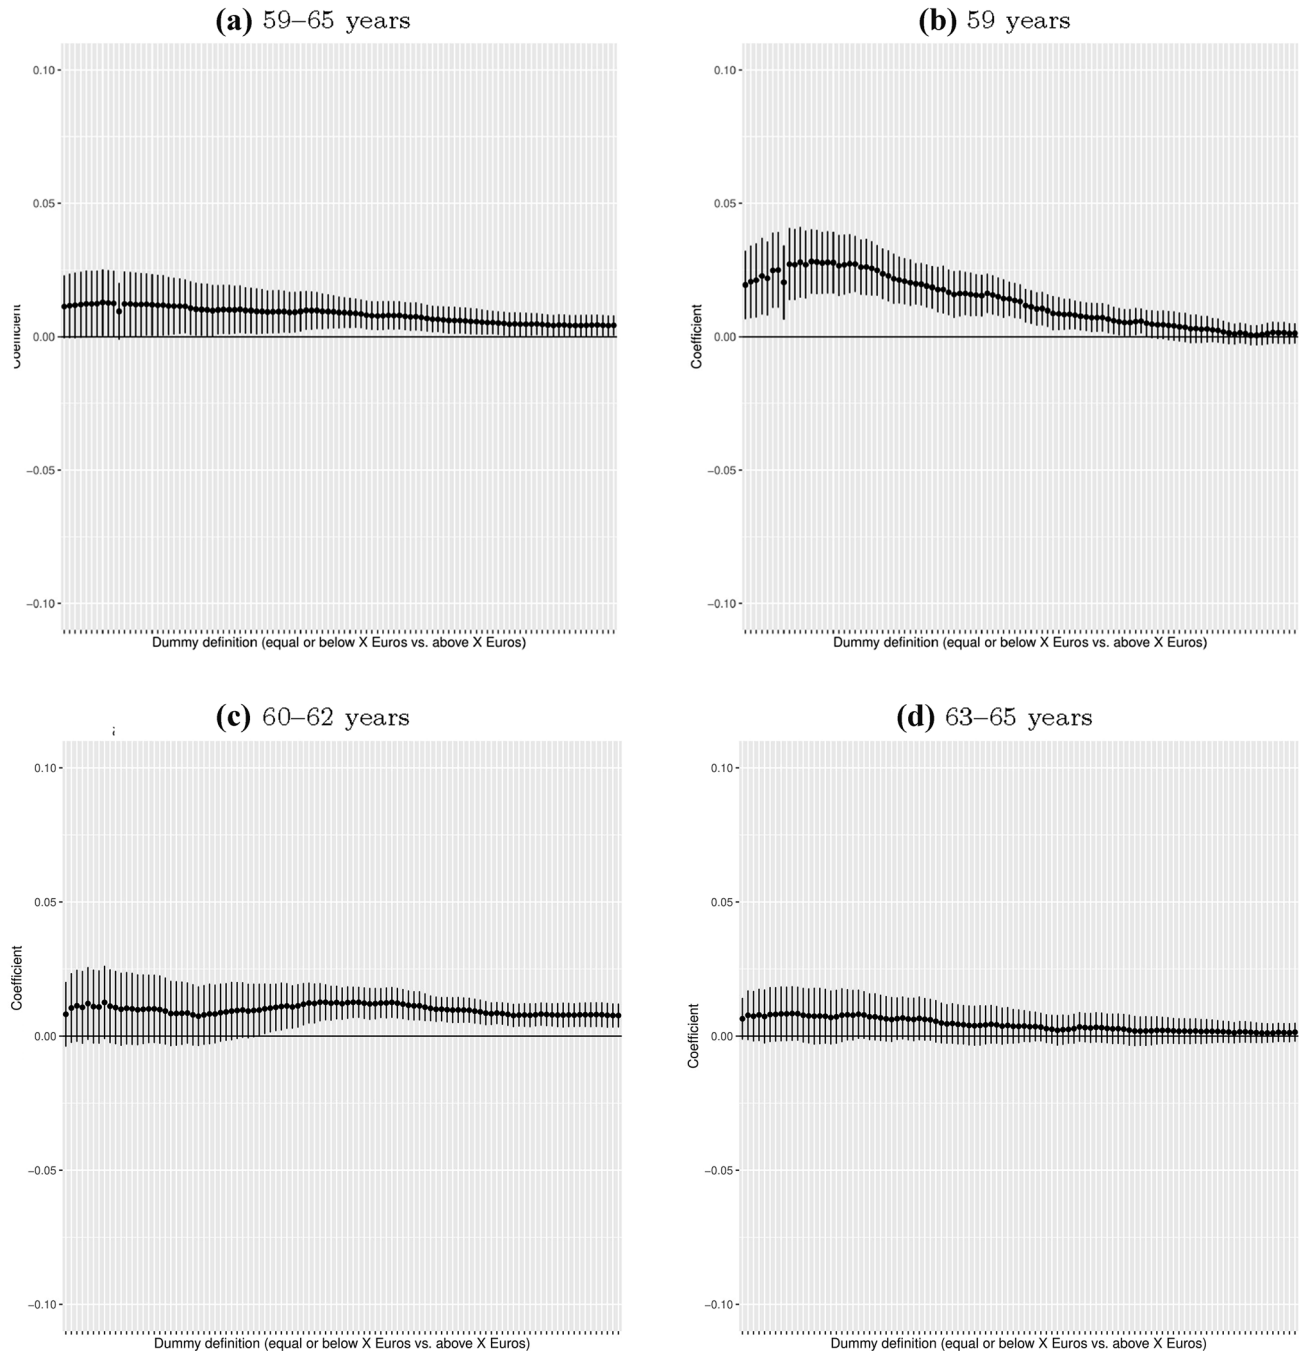 (a) 59–65 years
0.10
0.05
0.00
−0.05
−0.10
Coefficient
Dummy definition (equal or below X Euros vs. above X Euros)
(b) 59 years
0.10
0.05
0.00
−0.05
−0.10
Coefficient
Dummy definition (equal or below X Euros vs. above X Euros)
(c) 60–62 years
0.10
0.05
0.00
−0.05
−0.10
Coefficient
Dummy definition (equal or below X Euros vs. above X Euros)
(d) 63–65 years
0.10
0.05
0.00
−0.05
−0.10
Coefficient
Dummy definition (equal or below X Euros vs. above X Euros)